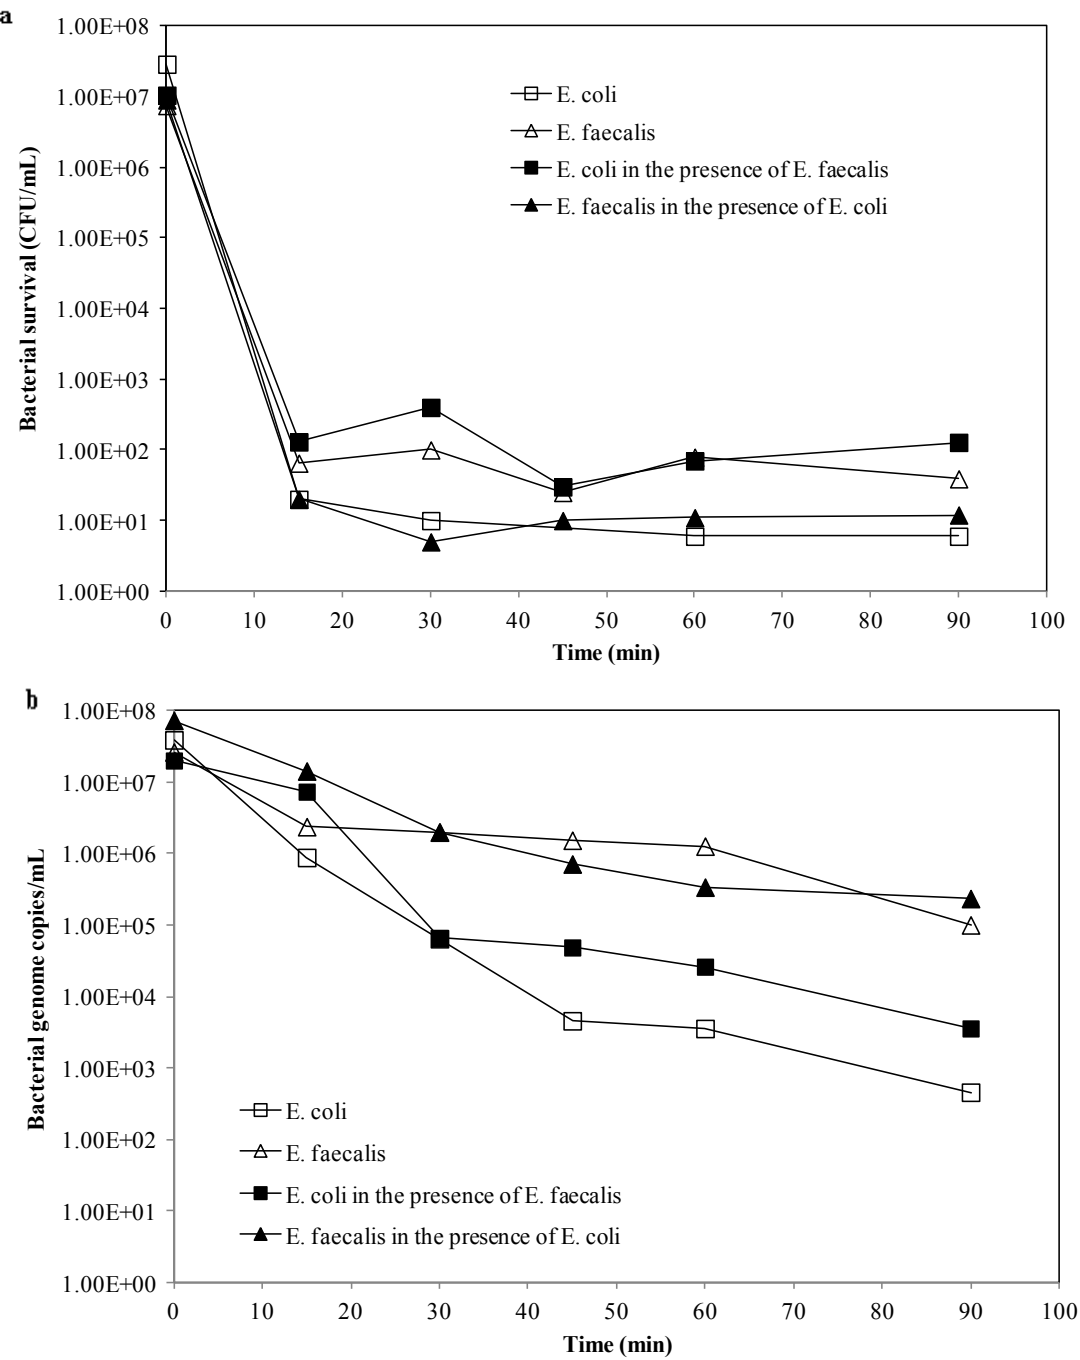 a
1.00E+08
1.00E+07
1.00E+06
1.00E+05
1.00E+04
1.00E+03
1.00E+02
1.00E+01
1.00E+00
Bacterial survival (CFU/mL)
E. coli
E. faecalis
E. coli in the presence of E. faecalis
E. faecalis in the presence of E. coli
0 10 20 30 40 50 60 70 80 90 100
Time (min)
b
1.00E+08
1.00E+07
1.00E+06
1.00E+05
1.00E+04
1.00E+03
1.00E+02
1.00E+01
1.00E+00
Bacterial genome copies/mL
E. coli
E. faecalis
E. coli in the presence of E. faecalis
E. faecalis in the presence of E. coli
0 10 20 30 40 50 60 70 80 90 100
Time (min)